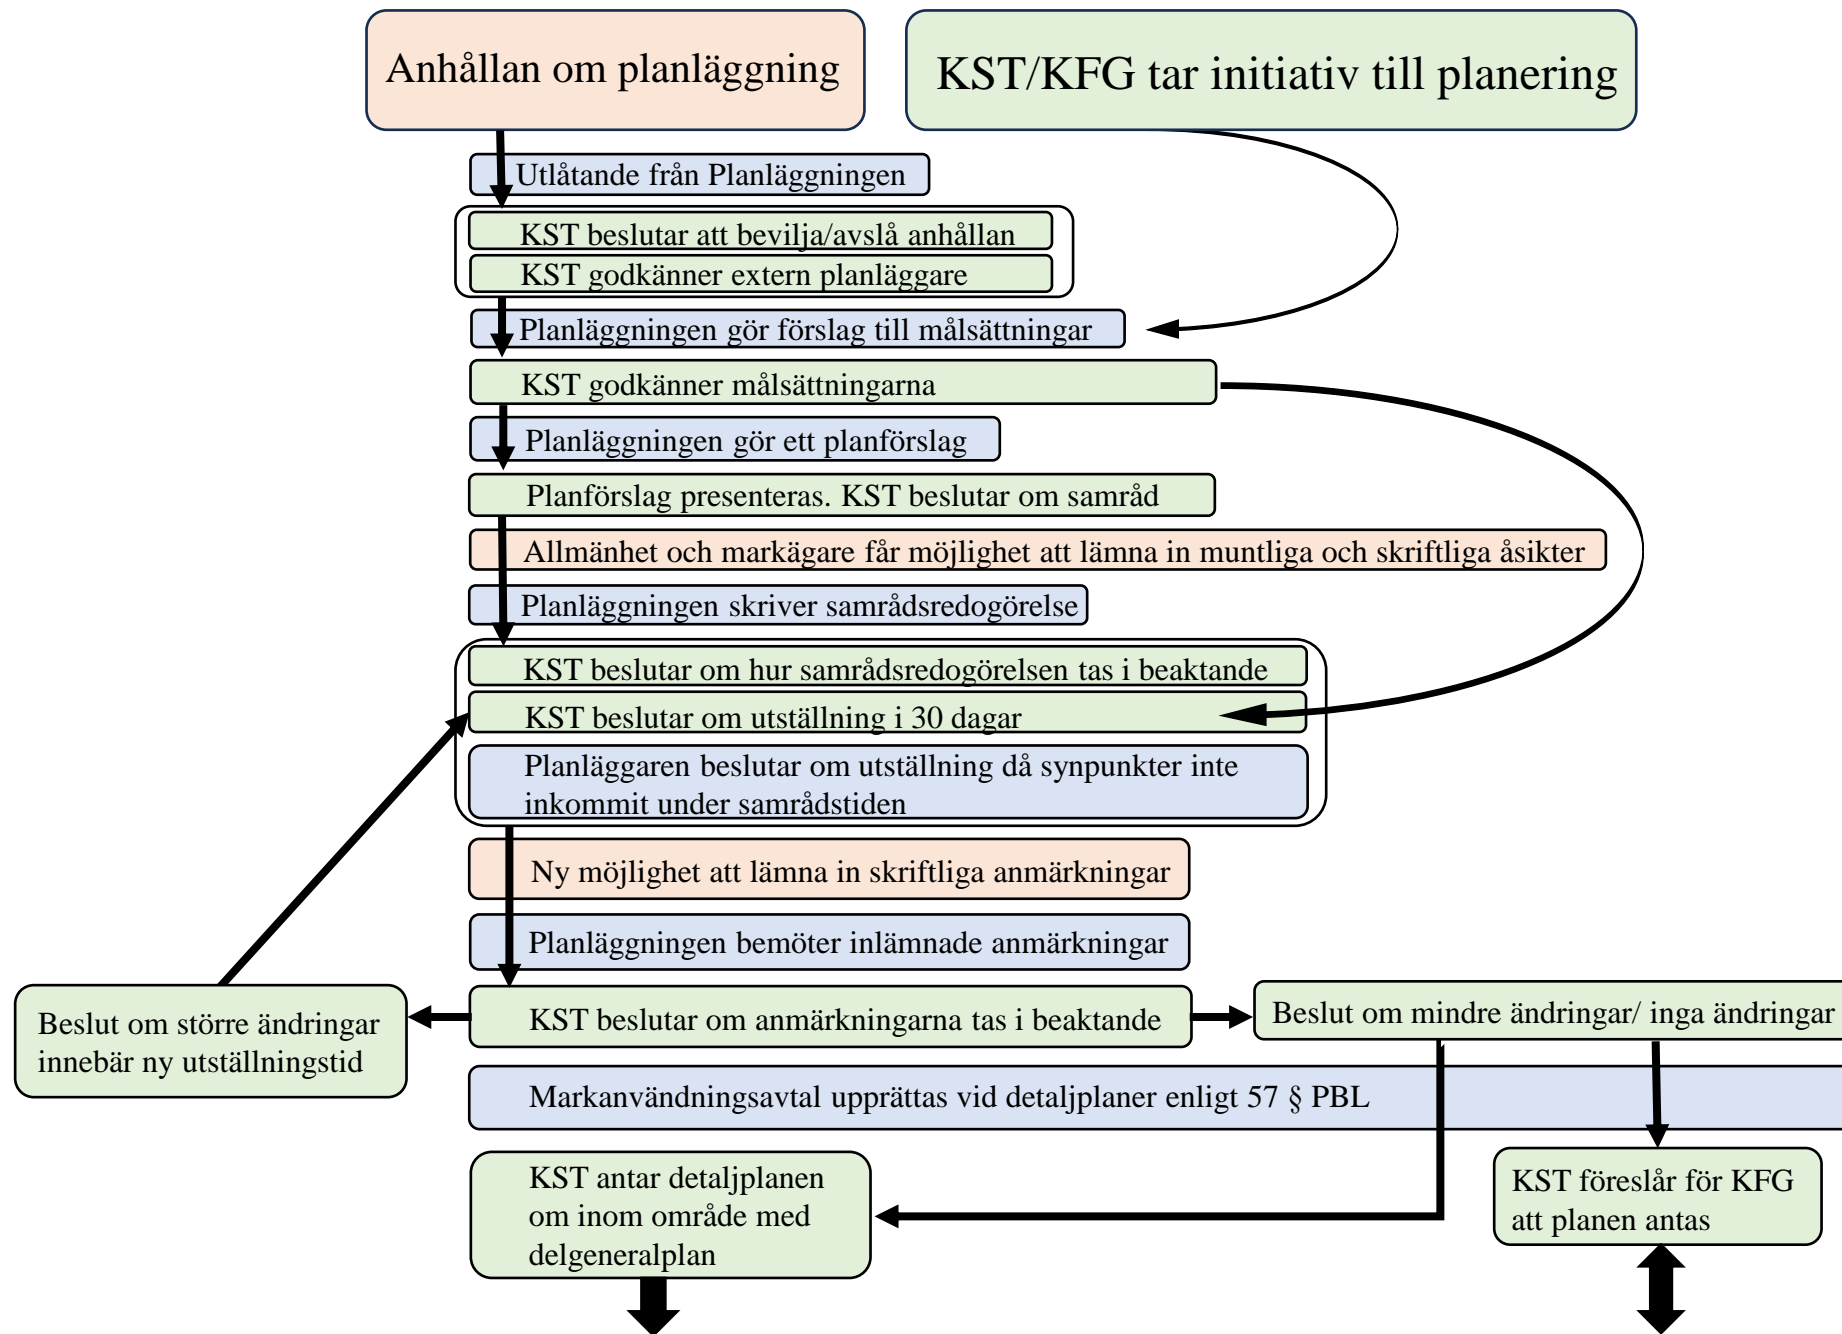 Anhållan om planläggning
KST/KFG tar initiativ till planering
Utlåtande från Planläggningen
KST beslutar att bevilja/avslå anhållan
KST godkänner extern planläggare
Planläggningen gör förslag till målsättningar
KST godkänner målsättningarna
Planläggningen gör ett planförslag
Planförslag presenteras. KST beslutar om samråd
Allmänhet och markägare får möjlighet att lämna in muntliga och skriftliga åsikter
Planläggningen skriver samrådsredogörelse
KST beslutar om hur samrådsredogörelsen tas i beaktande
KST beslutar om utställning i 30 dagar
Planläggaren beslutar om utställning då synpunkter inte
inkommit under samrådstiden
Ny möjlighet att lämna in skriftliga anmärkningar
Planläggningen bemöter inlämnade anmärkningar
Beslut om större ändringar
innebär ny utställningstid
KST beslutar om anmärkningarna tas i beaktande
Beslut om mindre ändringar/ inga ändringar
Markanvändningsavtal upprättas vid detaljplaner enligt 57 § PBL
KST antar detaljplanen
om inom område med
delgeneralplan
KST föreslår för KFG
att planen antas